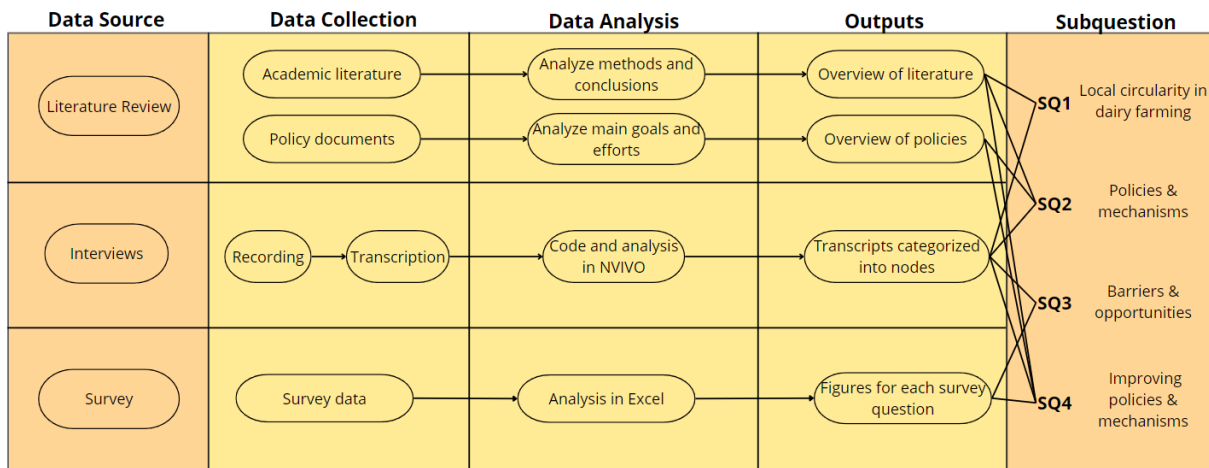 Data Source
Data Collection
Data Analysis
Outputs
Subquestion
Literature Review
Academic literature
Analyze methods and
conclusions
Overview of literature
Policy documents
Analyze main goals and
efforts
Overview of policies
SQ1
Local circularity in
dairy farming
SQ2
Policies &
mechanisms
Interviews
Recording
Transcription
Code and analysis
in NVIVO
Transcripts categorized
into nodes
SQ3
Barriers &
opportunities
Survey
Survey data
Analysis in Excel
Figures for each survey
question
SQ4
Improving
policies &
mechanisms